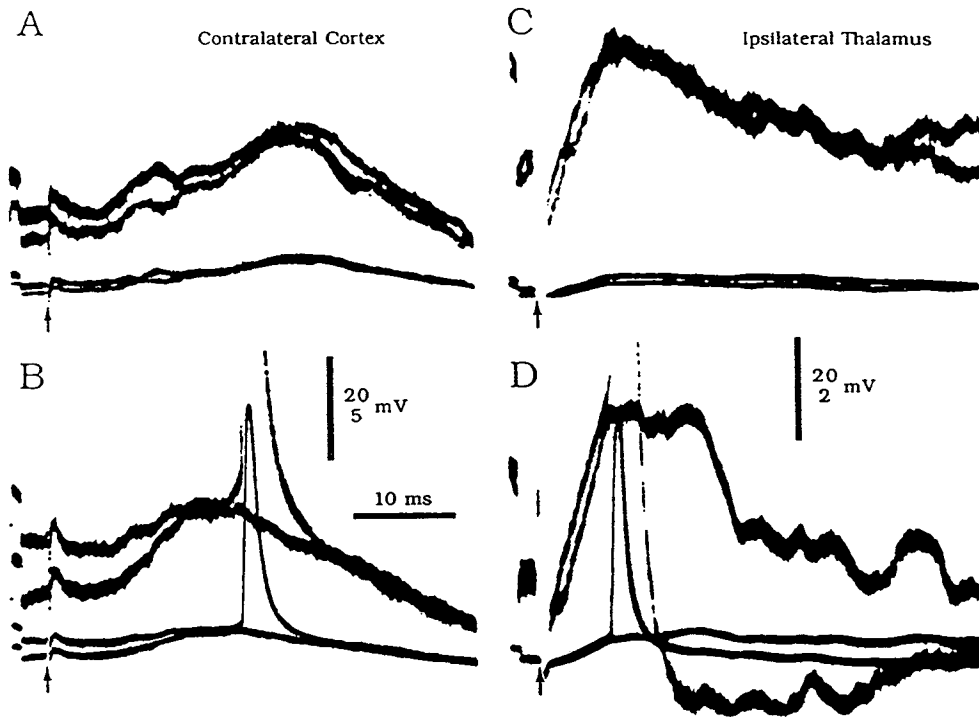 A
Contralateral Cortex
C
Ipsilateral Thalamus
B
20
5 mV
10 ms
D
20
2 mV